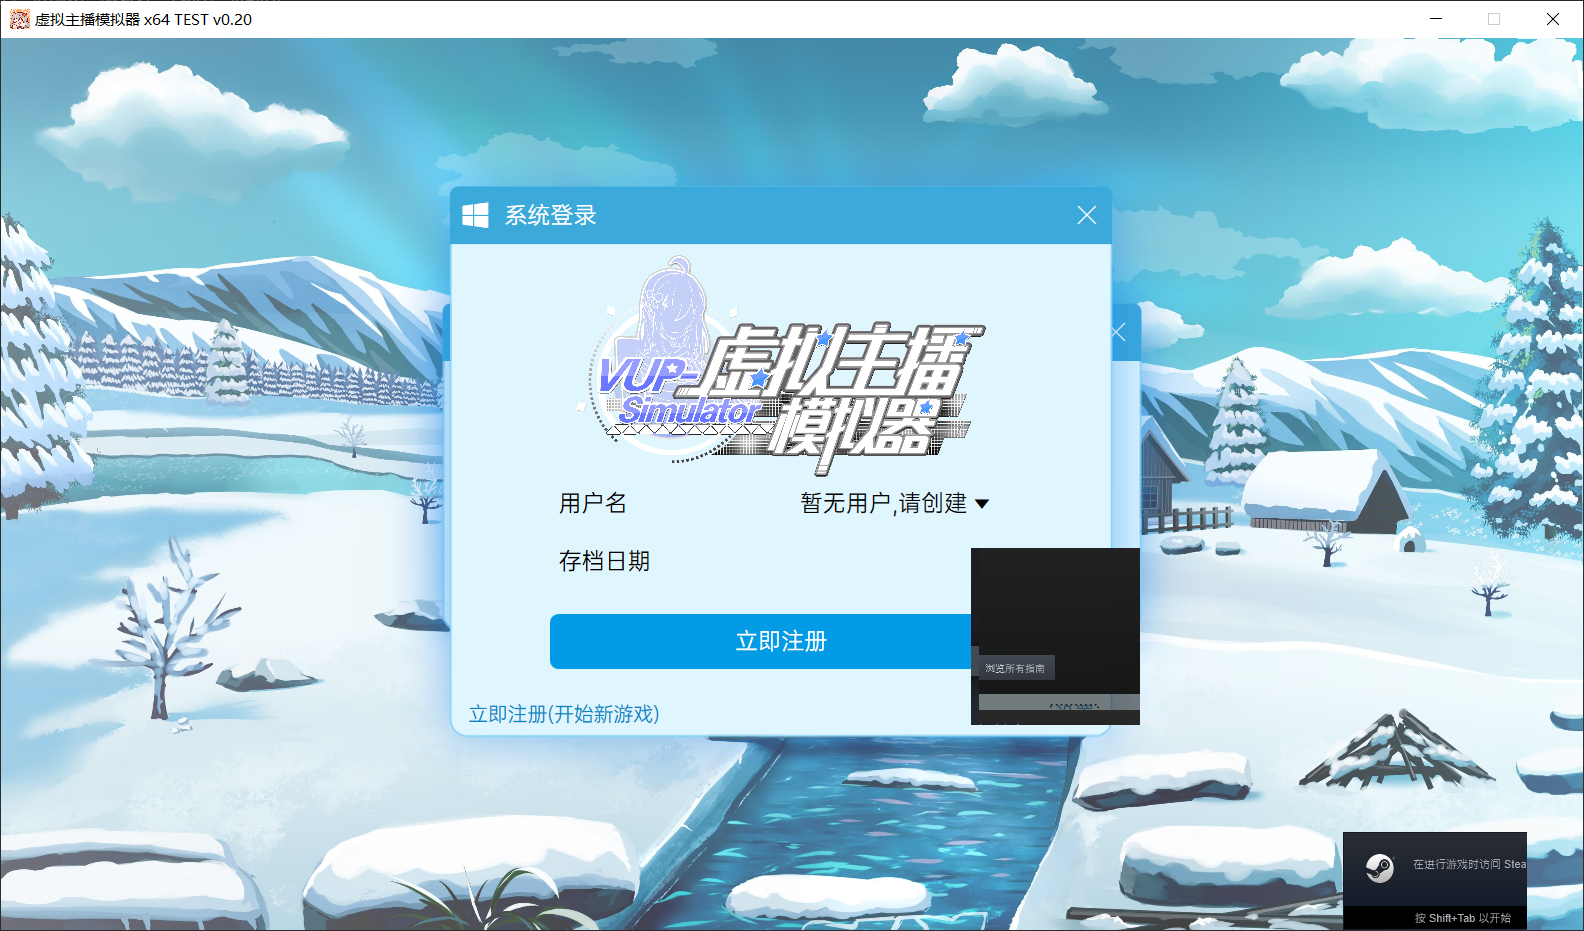 虚拟主播模拟器 x64 TEST v0.20
系统登录
VUP-
Simulator
虚拟主播
模拟器
用户名
暂无用户,请创建
存档日期
立即注册
浏览所有指南
立即注册(开始新游戏)
在进行游戏时访问 Stea
按 Shift+Tab 以开始